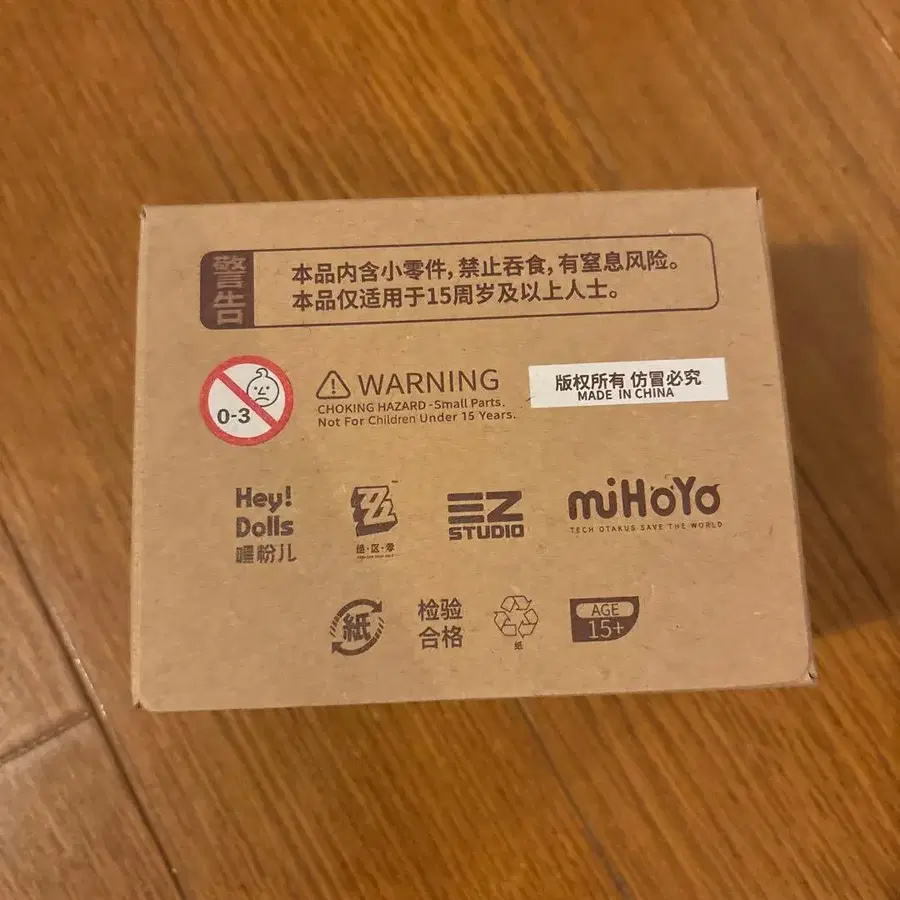 警告
本品内含小零件,禁止吞食,有窒息风险。
本品仅适用于15周岁及以上人士。
0-3
WARNING
CHOKING HAZARD-Small Parts.
Not For Children Under 15 Years.
版权所有 仿冒必究
MADE IN CHINA
Hey!
Dolls
嘿粉儿
绝·区·零
EZ
STUDIO
miHoYo
TECH OTAKUS SAVE THE WORLD
紙
检验
合格
纸
AGE
15+